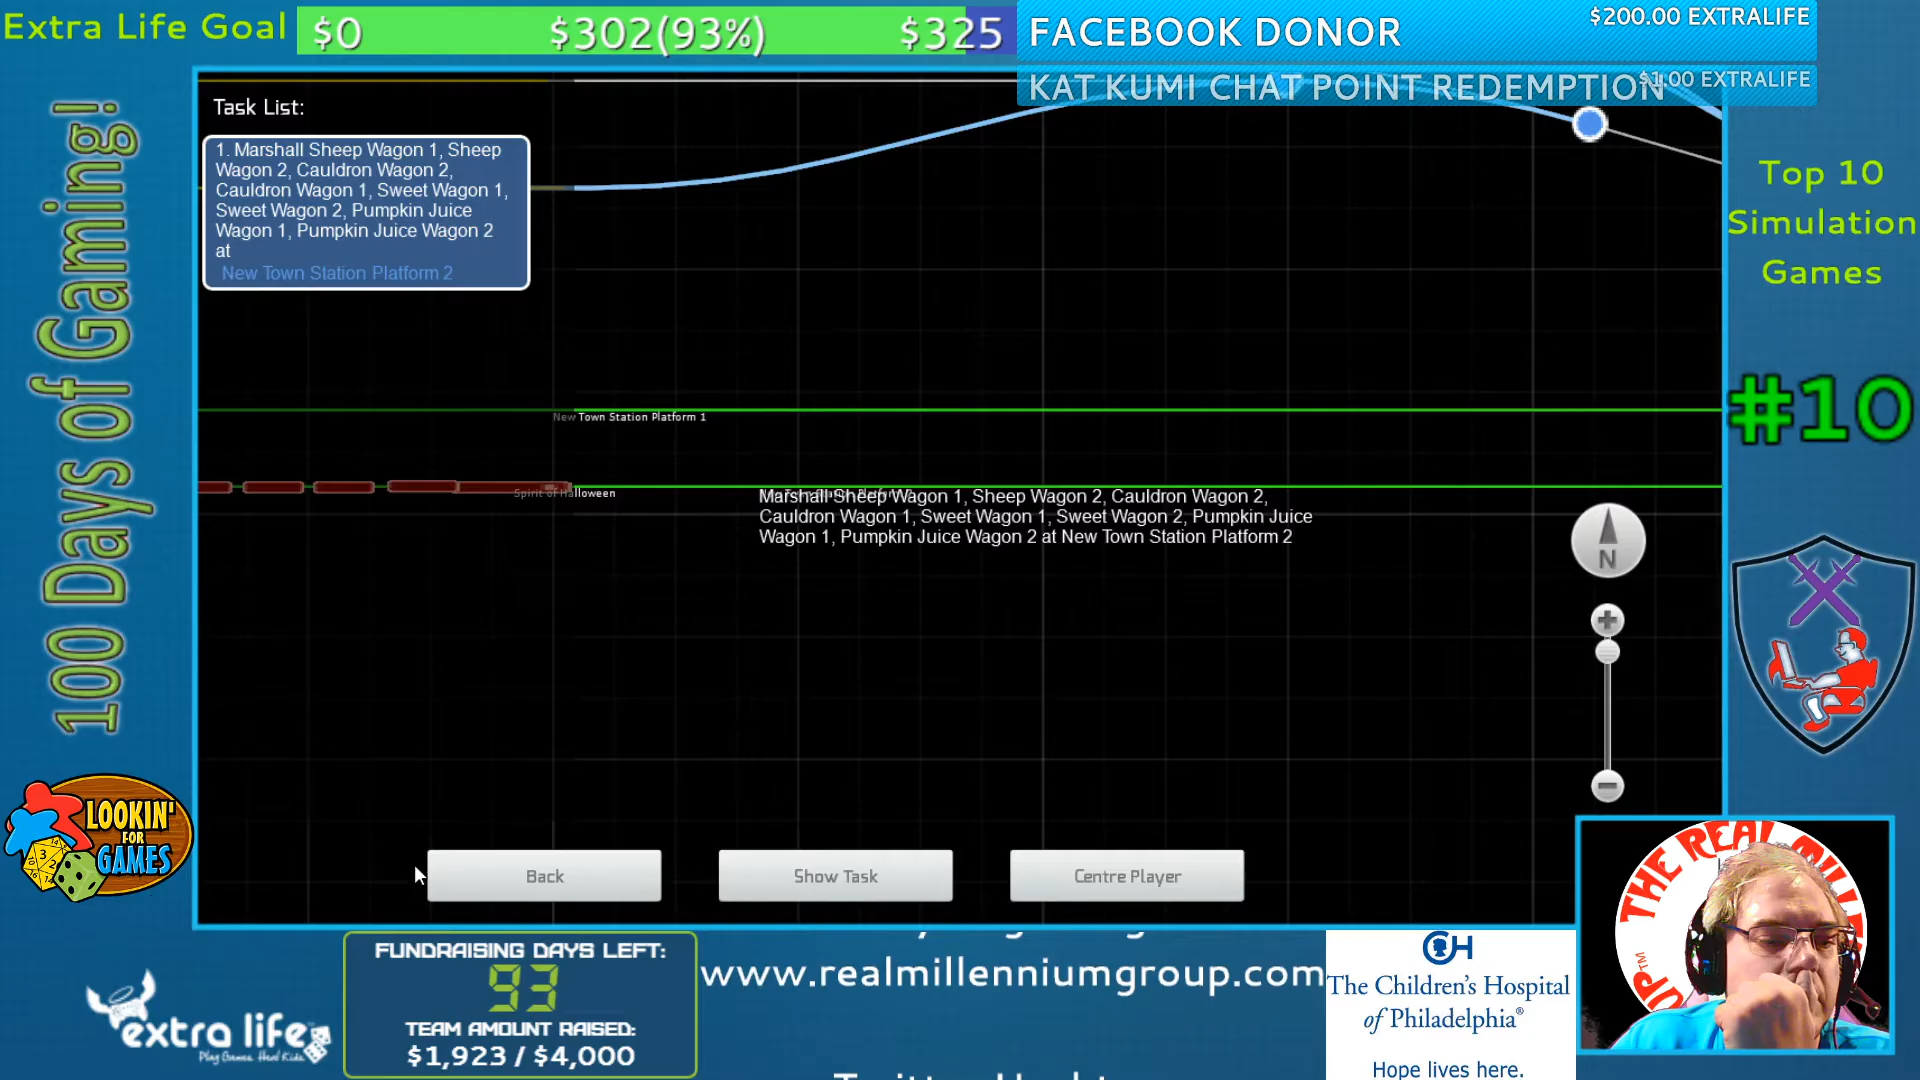 Extra Life Goal
$0
$302(93%)
$325
FACEBOOK DONOR
$200.00 EXTRALIFE
KAT KUMI CHAT POINT REDEMPTION
$1.00 EXTRALIFE
100 Days of Gaming!
Task List:
1. Marshall Sheep Wagon 1, Sheep
Wagon 2, Cauldron Wagon 2,
Cauldron Wagon 1, Sweet Wagon 1,
Sweet Wagon 2, Pumpkin Juice
Wagon 1, Pumpkin Juice Wagon 2
at
New Town Station Platform 2
Top 10
Simulation
Games
#10
New Town Station Platform 1
Spirit of Halloween
Marshall Sheep Wagon 1, Sheep Wagon 2, Cauldron Wagon 2,
Cauldron Wagon 1, Sweet Wagon 1, Sweet Wagon 2, Pumpkin Juice
Wagon 1, Pumpkin Juice Wagon 2 at New Town Station Platform 2
N
LOOKIN'
FOR
GAMES
Back
Show Task
Centre Player
THE REAL
extra life
Play Games. Heal Kids.
FUNDRAISING DAYS LEFT:
93
TEAM AMOUNT RAISED:
$1,923 / $4,000
www.realmillenniumgroup.com
CH
The Children's Hospital
of Philadelphia®
Hope lives here.